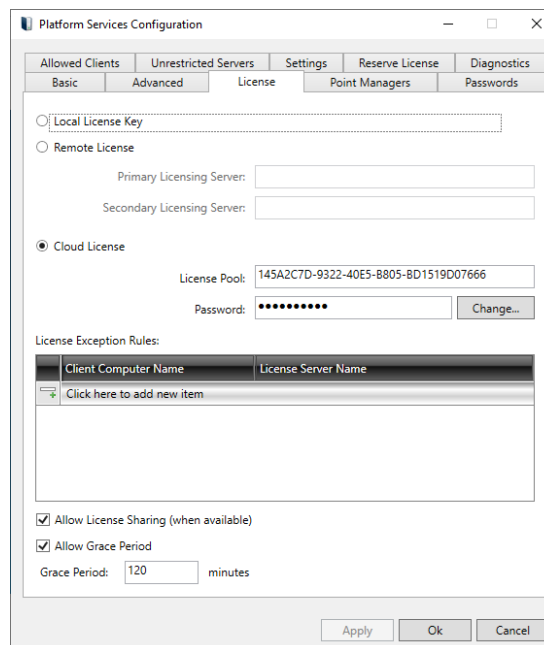 Platform Services Configuration
Allowed Clients Unrestricted Servers Settings Reserve License Diagnostics
Basic Advanced License Point Managers Passwords
Local License Key
Remote License
Primary Licensing Server:
Secondary Licensing Server:
Cloud License
License Pool: 145A2C7D-9322-40E5-B805-BD1519D07666
Password: ●●●●●●●●●● Change...
License Exception Rules:
Client Computer Name License Server Name
Click here to add new item
Allow License Sharing (when available)
Allow Grace Period
Grace Period: 120 minutes
Apply Ok Cancel